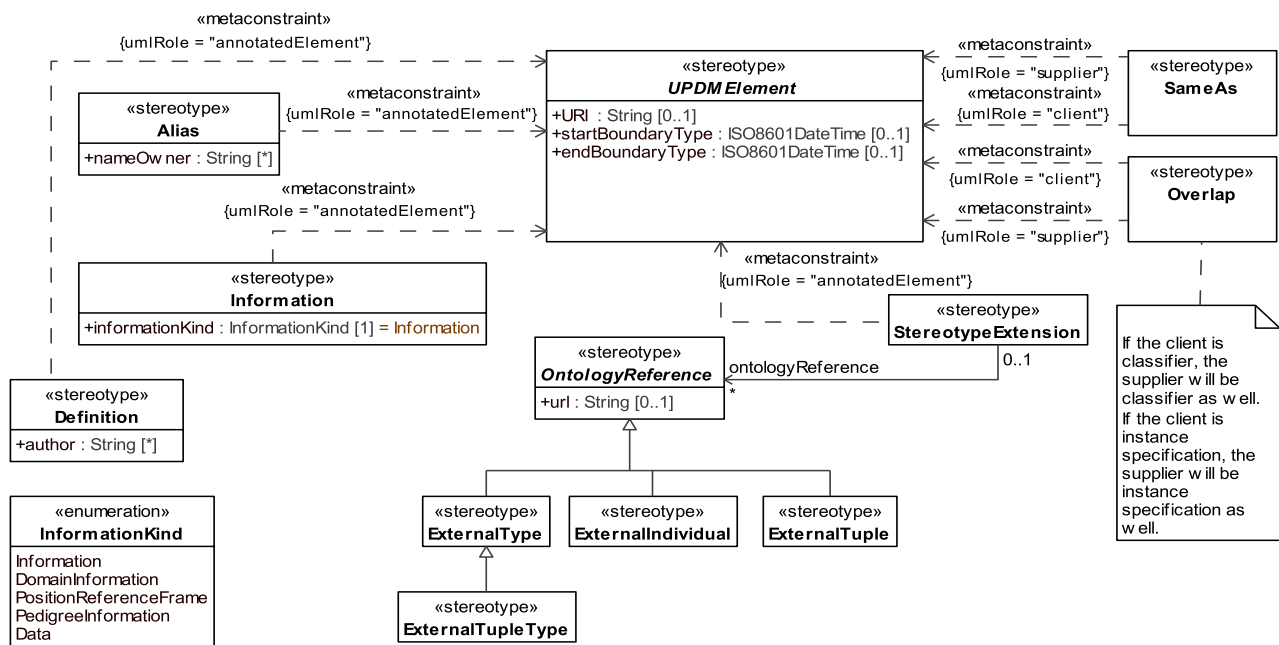 «metaconstraint»
{umlRole = "annotatedElement"}
«stereotype»
UPDMElement
+URI : String [0..1]
+startBoundaryType : ISO8601DateTime [0..1]
+endBoundaryType : ISO8601DateTime [0..1]
«metaconstraint»
{umlRole = "supplier"}
«metaconstraint»
{umlRole = "client"}
«stereotype»
SameAs
«stereotype»
Alias
+nameOwner : String [*]
«metaconstraint»
{umlRole = "annotatedElement"}
«metaconstraint»
{umlRole = "client"}
«metaconstraint»
{umlRole = "supplier"}
«stereotype»
Overlap
«metaconstraint»
{umlRole = "annotatedElement"}
«stereotype»
Information
+informationKind : InformationKind [1] = Information
«metaconstraint»
{umlRole = "annotatedElement"}
«stereotype»
StereotypeExtension
0..1
ontologyReference
*
«stereotype»
OntologyReference
+url : String [0..1]
If the client is
classifier, the
supplier will be
classifier as well.
If the client is
instance
specification, the
supplier will be
instance
specification as
well.
«stereotype»
Definition
+author : String [*]
«enumeration»
InformationKind
Information
DomainInformation
PositionReferenceFrame
PedigreeInformation
Data
«stereotype»
ExternalType
«stereotype»
ExternalIndividual
«stereotype»
ExternalTuple
«stereotype»
ExternalTupleType